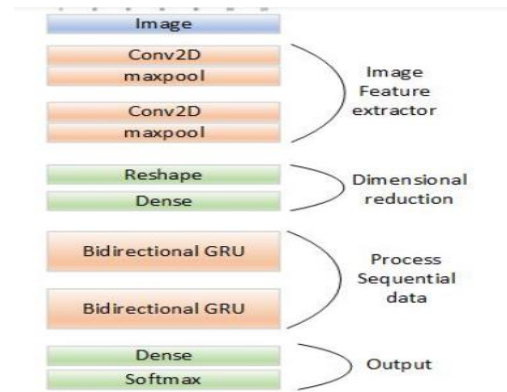 Image
Conv2D
maxpool
Conv2D
maxpool
Image
Feature
extractor
Reshape
Dense
Dimensional
reduction
Bidirectional GRU
Bidirectional GRU
Process
Sequential
data
Dense
Softmax
Output